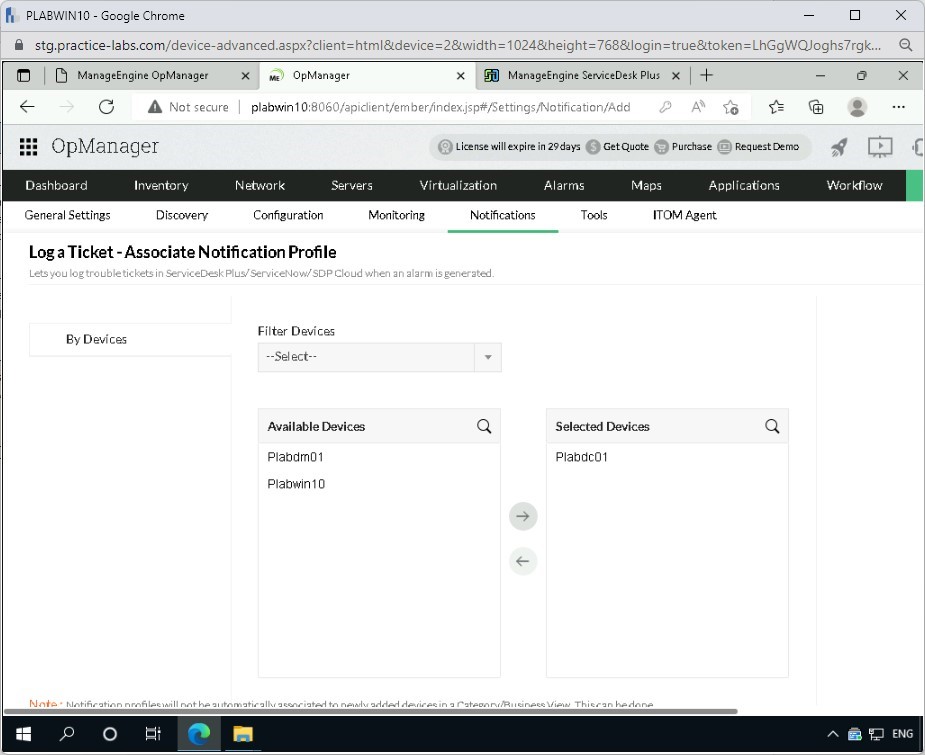 PLABWIN10 - Google Chrome
stg.practice-labs.com/device-advanced.aspx?client=html&device=2&width=1024&height=768&login=true&token=LhGgWQJoghs7rgk...
ManageEngine OpManager
ME OpManager
ManageEngine ServiceDesk Plus
Not secure plabwin10:8060/apiclient/ember/index.jsp#/Settings/Notification/Add
OpManager
License will expire in 29 days Get Quote Purchase Request Demo
Dashboard Inventory Network Servers Virtualization Alarms Maps Applications Workflow
General Settings Discovery Configuration Monitoring Notifications Tools ITOM Agent
Log a Ticket - Associate Notification Profile
Lets you log trouble tickets in ServiceDesk Plus/ServiceNow/SDP Cloud when an alarm is generated.
By Devices
Filter Devices
--Select--
Available Devices
Plabdm01
Plabwin10
Selected Devices
Plabdc01
Note : Notification profiles will not be automatically associated to newly added devices in a Category/Business View. This can be done
ENG